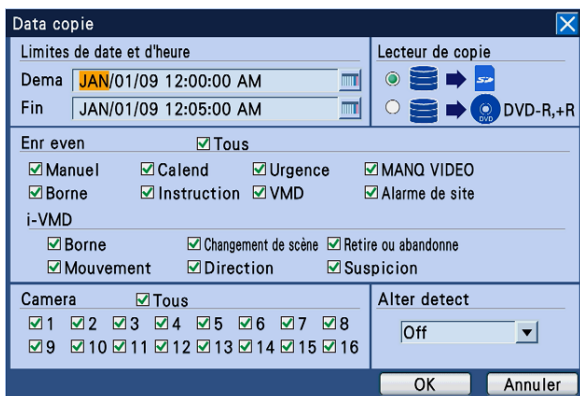 Data copie
Limites de date et d'heure
Dema JAN/01/09 12:00:00 AM
Fin JAN/01/09 12:05:00 AM
Lecteur de copie
SD
DVD DVD-R,+R
Enr even Tous
Manuel Calend Urgence MANQ VIDEO
Borne Instruction VMD Alarme de site
i-VMD
Borne Changement de scène Retire ou abandonne
Mouvement Direction Suspicion
Camera Tous
1 2 3 4 5 6 7 8
9 10 11 12 13 14 15 16
Alter detect
Off
OK Annuler